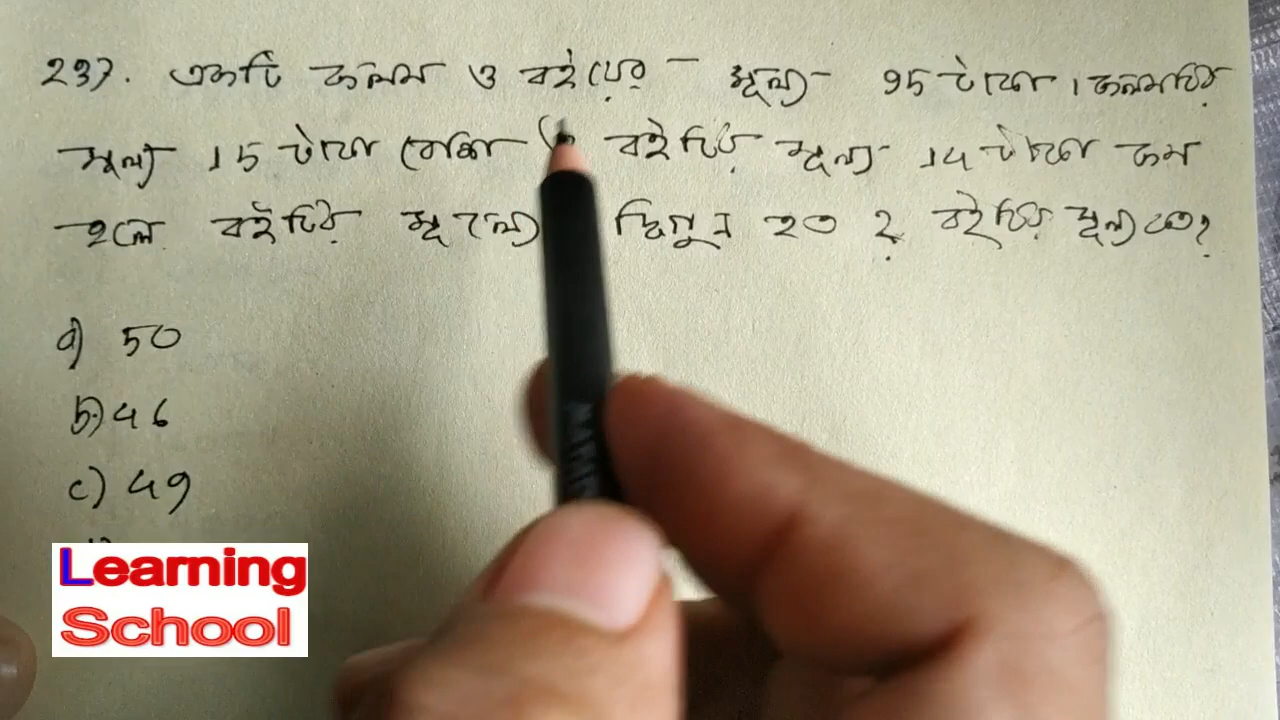 237. একটি কলম ও বইয়ের মূল্য 95 টাকা । কলমটির
মূল্য 15 টাকা বেশি ও বইটির মূল্য 14 টাকা কম
হলে বইটির মূল্যের দ্বিগুন হত
বইটির মূল্য কত?
a) 50
b) 46
c) 49
Learning
School